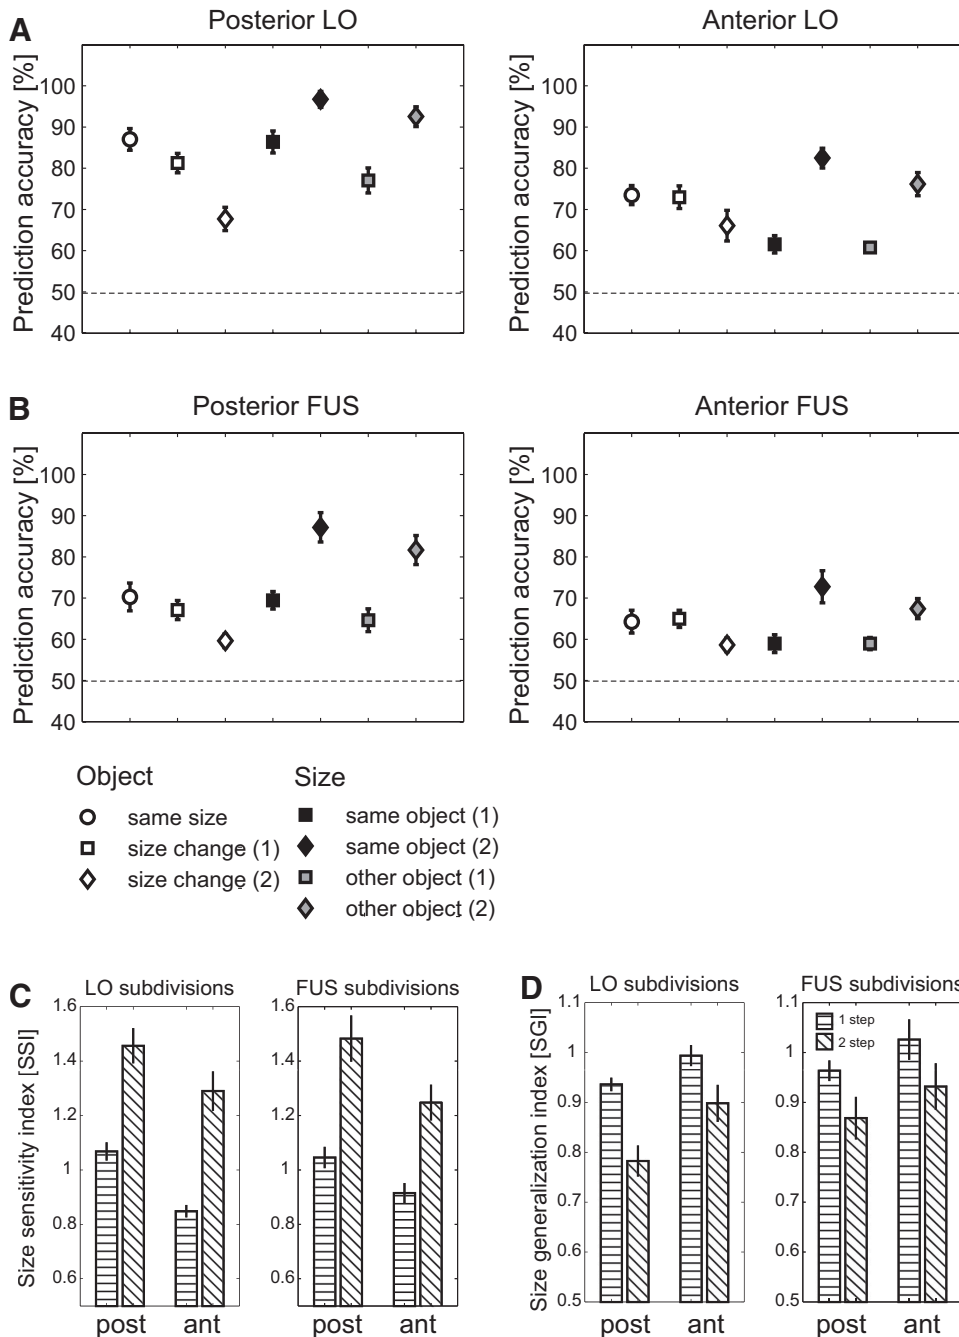 A
Posterior LO
Anterior LO
Prediction accuracy [%]
100
90
80
70
60
50
40
Prediction accuracy [%]
100
90
80
70
60
50
40
B
Posterior FUS
Anterior FUS
Prediction accuracy [%]
100
90
80
70
60
50
40
Prediction accuracy [%]
100
90
80
70
60
50
40
Object
same size
size change (1)
size change (2)
Size
same object (1)
same object (2)
other object (1)
other object (2)
C
LO subdivisions
FUS subdivisions
Size sensitivity index [SSI]
1.6
1.4
1.2
1
0.8
0.6
post ant
1.6
1.4
1.2
1
0.8
0.6
post ant
D
LO subdivisions
FUS subdivisions
Size generalization index [SGI]
1.1
1
0.9
0.8
0.7
0.6
0.5
post ant
1.1
1
0.9
0.8
0.7
0.6
0.5
1 step
2 step
post ant